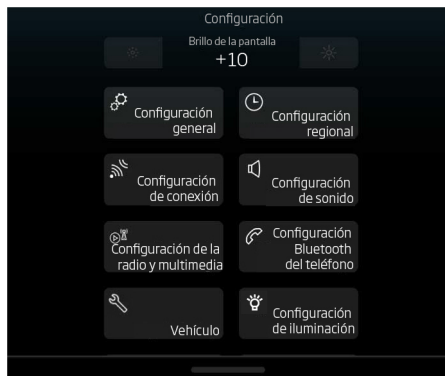 Configuración
Brillo de la pantalla
+10
Configuración
general
Configuración
regional
Configuración
de conexión
Configuración
de sonido
Configuración de la
radio y multimedia
Configuración
Bluetooth
del teléfono
Vehículo
Configuración
de iluminación